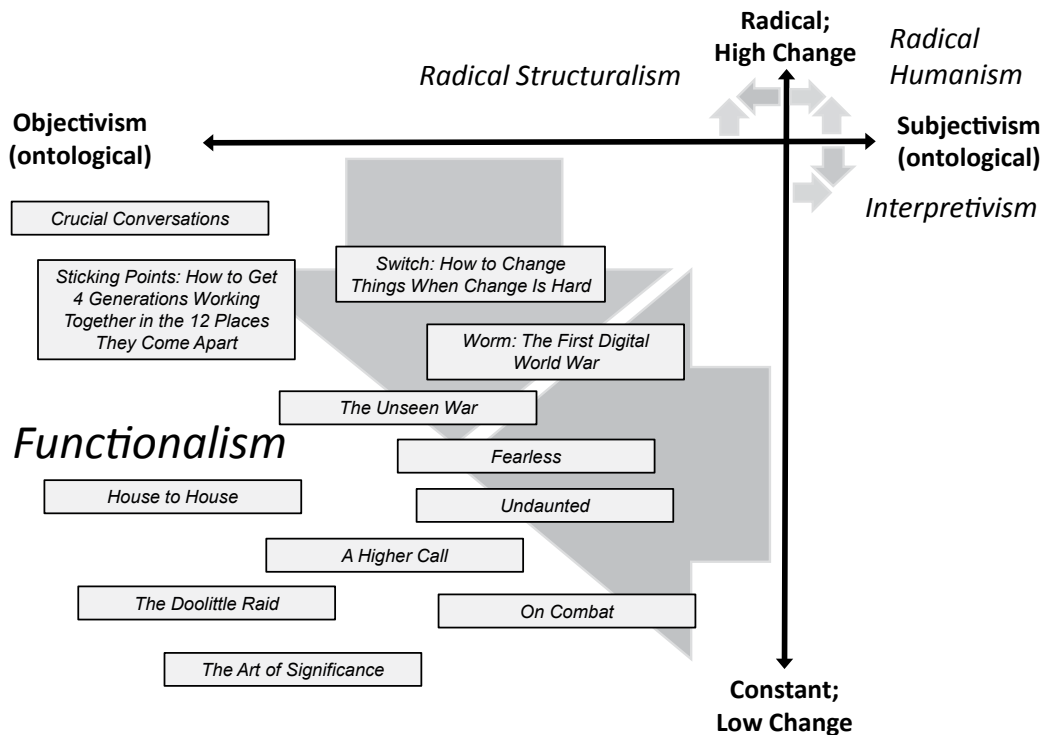 Radical;
High Change
Radical
Humanism
Radical Structuralism
Objectivism
(ontological)
Subjectivism
(ontological)
Interpretivism
Crucial Conversations
Sticking Points: How to Get
4 Generations Working
Together in the 12 Places
They Come Apart
Switch: How to Change
Things When Change Is Hard
Worm: The First Digital
World War
The Unseen War
Functionalism
Fearless
House to House
Undaunted
A Higher Call
The Doolittle Raid
On Combat
The Art of Significance
Constant;
Low Change